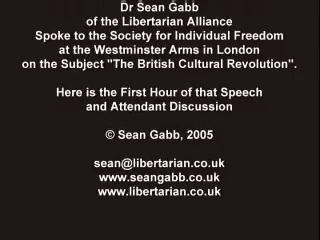 Dr Sean Gabb
of the Libertarian Alliance
Spoke to the Society for Individual Freedom
at the Westminster Arms in London
on the Subject "The British Cultural Revolution".
Here is the First Hour of that Speech
and Attendant Discussion
© Sean Gabb, 2005
sean@libertarian.co.uk
www.seangabb.co.uk
www.libertarian.co.uk